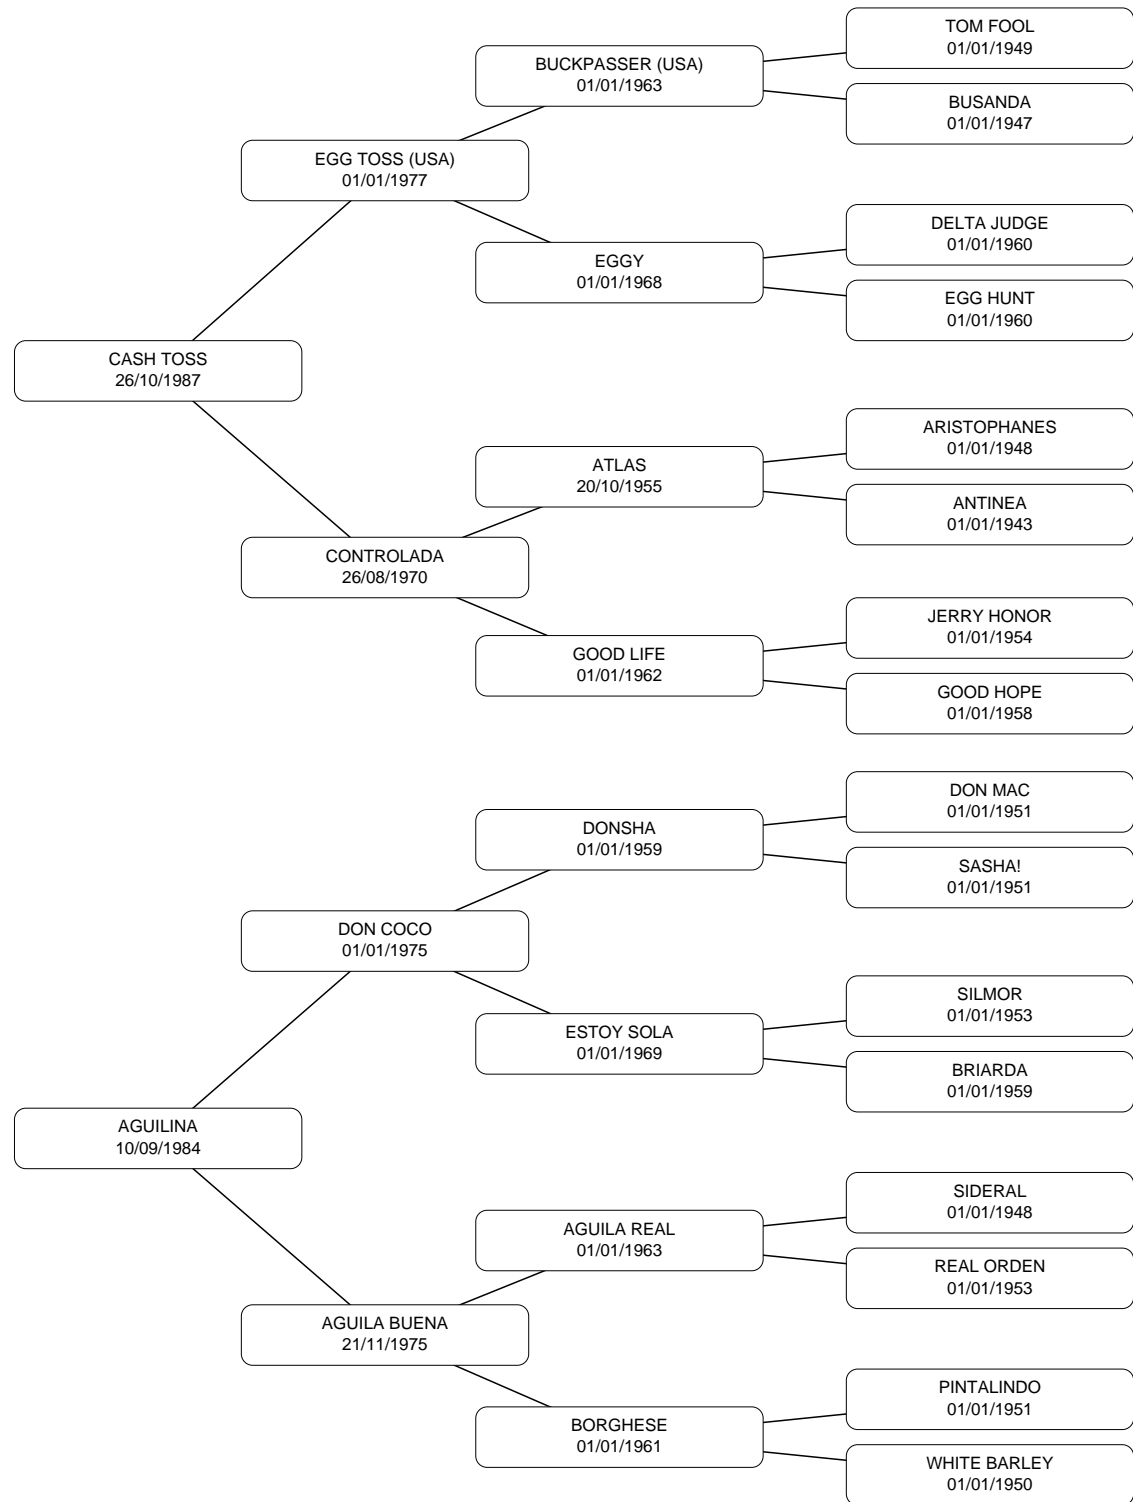 TOM FOOL
01/01/1949
BUCKPASSER (USA)
01/01/1963
BUSANDA
01/01/1947
EGG TOSS (USA)
01/01/1977
DELTA JUDGE
01/01/1960
EGGY
01/01/1968
EGG HUNT
01/01/1960
CASH TOSS
26/10/1987
ARISTOPHANES
01/01/1948
ATLAS
20/10/1955
ANTINEA
01/01/1943
CONTROLADA
26/08/1970
JERRY HONOR
01/01/1954
GOOD LIFE
01/01/1962
GOOD HOPE
01/01/1958
DON MAC
01/01/1951
DONSHA
01/01/1959
SASHA!
01/01/1951
DON COCO
01/01/1975
SILMOR
01/01/1953
ESTOY SOLA
01/01/1969
BRIARDA
01/01/1959
AGUILINA
10/09/1984
SIDERAL
01/01/1948
AGUILA REAL
01/01/1963
REAL ORDEN
01/01/1953
AGUILA BUENA
21/11/1975
PINTALINDO
01/01/1951
BORGHESE
01/01/1961
WHITE BARLEY
01/01/1950